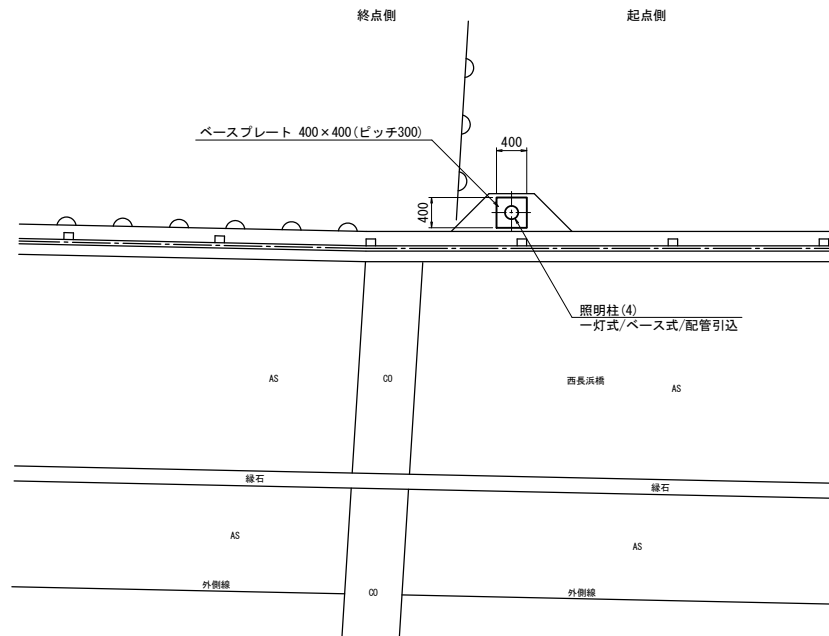 終点側
起点側
ベースプレート 400×400(ピッチ300)
400
400
照明柱(4)
一灯式/ベース式/配管引込
AS
CO
西長浜橋
AS
縁石
縁石
AS
AS
外側線
CO
外側線